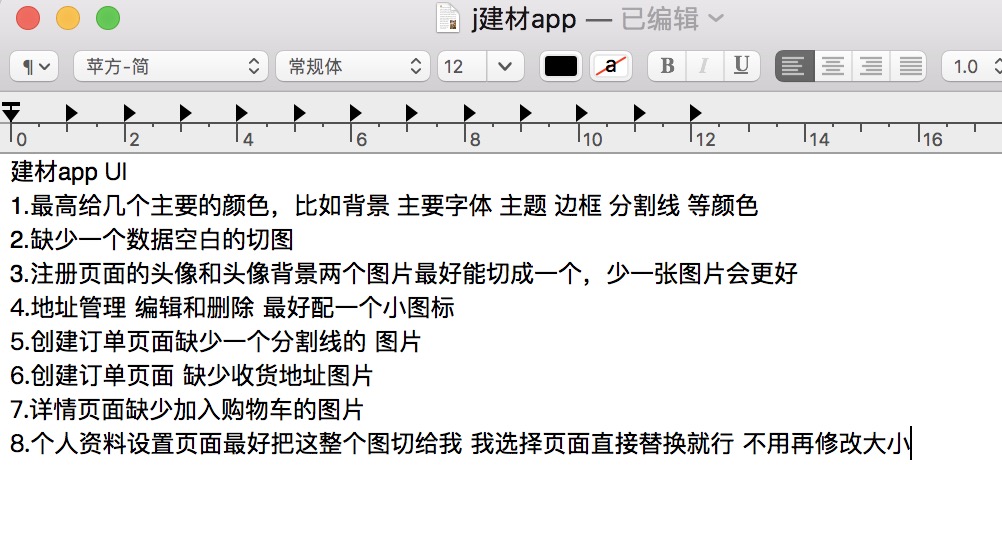 j建材app — 已编辑
¶ 苹方-简 常规体 12 a B I U 1.0
0 2 4 6 8 10 12 14 16
建材app UI
1.最高给几个主要的颜色，比如背景 主要字体 主题 边框 分割线 等颜色
2.缺少一个数据空白的切图
3.注册页面的头像和头像背景两个图片最好能切成一个，少一张图片会更好
4.地址管理 编辑和删除 最好配一个小图标
5.创建订单页面缺少一个分割线的 图片
6.创建订单页面 缺少收货地址图片
7.详情页面缺少加入购物车的图片
8.个人资料设置页面最好把这整个图切给我 我选择页面直接替换就行 不用再修改大小